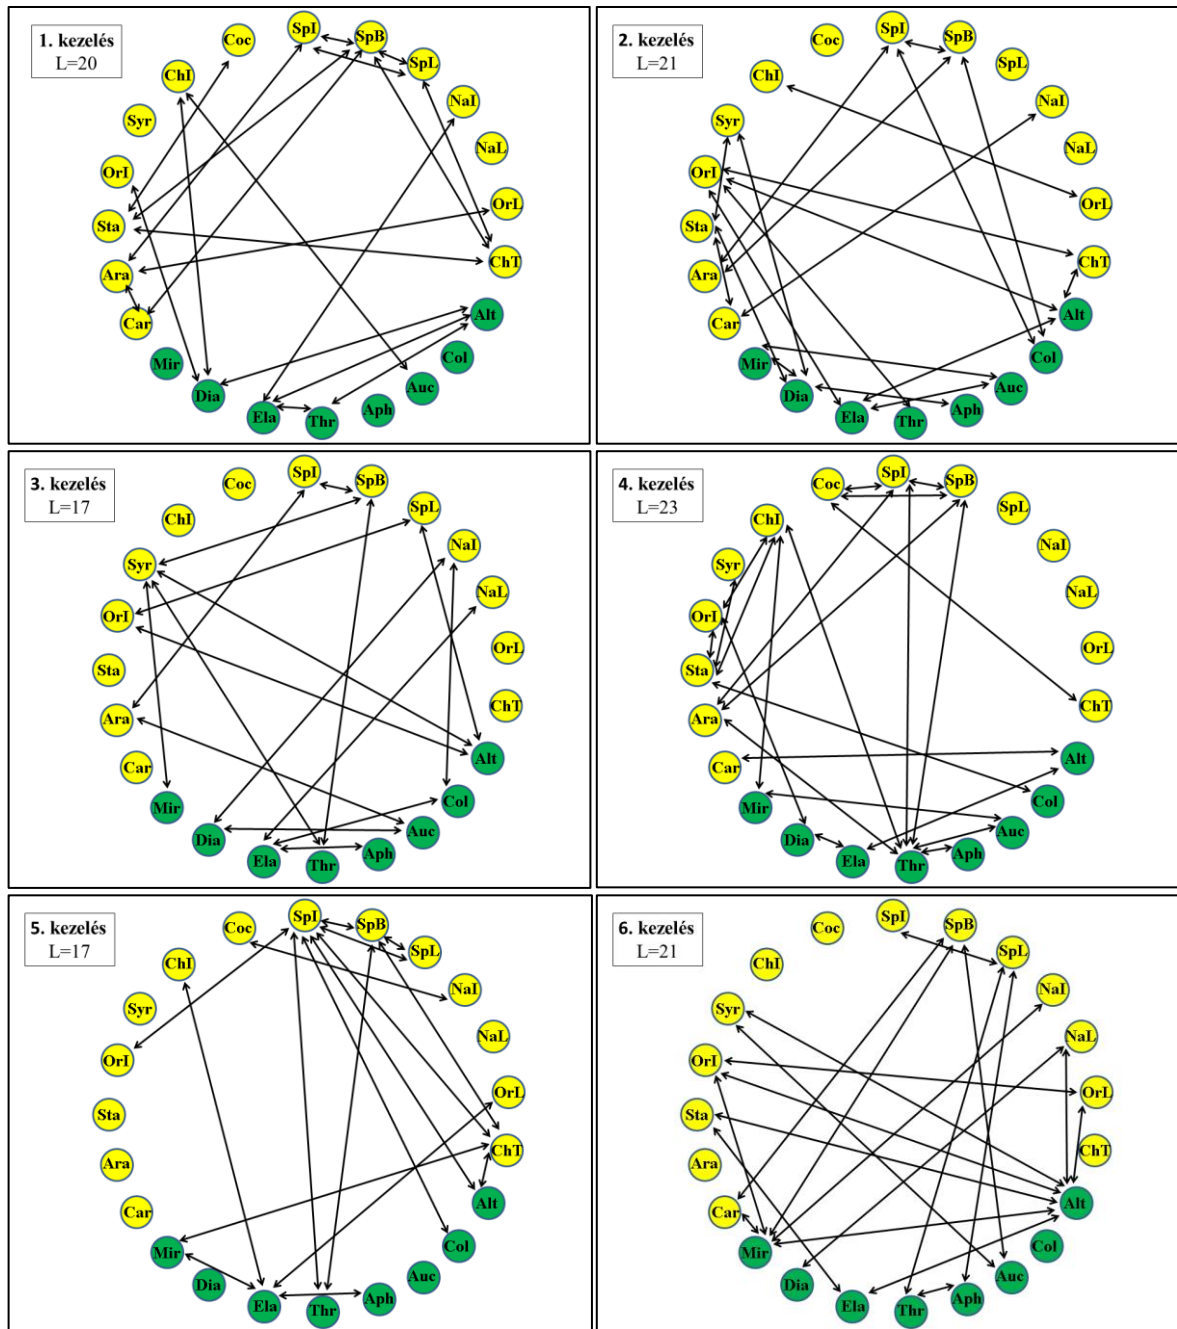 1. kezelés
L=20
SpI
SpB
Coc
SpL
ChI
NaI
Syr
NaL
OrI
OrL
Sta
ChT
Ara
Car
Alt
Mir
Col
Dia
Auc
Ela
Thr
Aph
2. kezelés
L=21
SpI
SpB
Coc
SpL
ChI
NaI
Syr
NaL
OrI
OrL
Sta
ChT
Ara
Car
Alt
Mir
Col
Dia
Auc
Ela
Thr
Aph
3. kezelés
L=17
SpI
SpB
Coc
SpL
ChI
NaI
Syr
NaL
OrI
OrL
Sta
ChT
Ara
Car
Alt
Mir
Col
Dia
Auc
Ela
Thr
Aph
4. kezelés
L=23
Coc
SpI
SpB
SpL
ChI
NaI
Syr
NaL
OrI
OrL
Sta
ChT
Ara
Car
Alt
Mir
Col
Dia
Auc
Ela
Thr
Aph
5. kezelés
L=17
SpI
SpB
Coc
SpL
ChI
NaI
Syr
NaL
OrI
OrL
Sta
ChT
Ara
Car
Alt
Mir
Col
Dia
Auc
Ela
Thr
Aph
6. kezelés
L=21
SpI
SpB
Coc
SpL
ChI
NaI
Syr
NaL
OrI
OrL
Sta
ChT
Ara
Car
Alt
Mir
Col
Dia
Auc
Ela
Thr
Aph